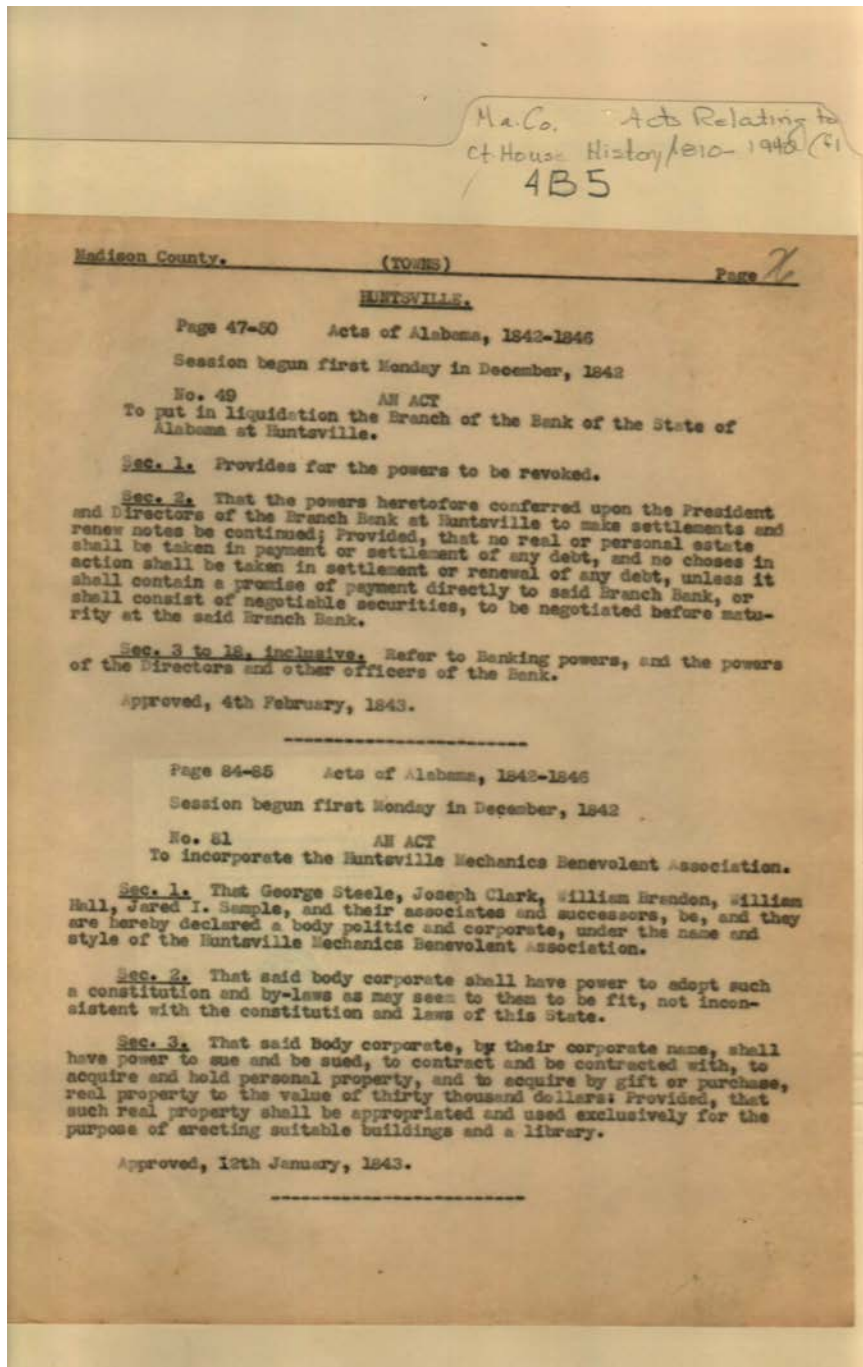 Ma. Co. Acts Relating to
Ct. House History 1810-1942
4B5
Madison County. (TOWNS) Page
HUNTSVILLE.
Page 47-50 Acts of Alabama, 1842-1846
Session begun first Monday in December, 1842
No. 49 AN ACT
To put in liquidation the Branch of the Bank of the State of
Alabama at Huntsville.
Sec. 1. Provides for the powers to be revoked.
Sec. 2. That the powers heretofore conferred upon the President
and Directors of the Branch Bank at Huntsville to make settlements and
renew notes be continued; Provided, that no real or personal estate
shall be taken in payment or settlement of any debt, and no choses in
action shall be taken in settlement or renewal of any debt, unless it
shall contain a promise of payment directly to said Branch Bank, or
shall consist of negotiable securities, to be negotiated before matu-
rity at the said Branch Bank.
Sec. 3 to 18, inclusive. Refer to Banking powers, and the powers
of the Directors and other officers of the Bank.
Approved, 4th February, 1843.
Page 84-85 Acts of Alabama, 1842-1846
Session begun first Monday in December, 1842
No. 81 AN ACT
To incorporate the Huntsville Mechanics Benevolent Association.
Sec. 1. That George Steele, Joseph Clark, William Brandon, William
Hall, Jared I. Sample, and their associates and successors, be, and they
are hereby declared a body politic and corporate, under the name and
style of the Huntsville Mechanics Benevolent Association.
Sec. 2. That said body corporate shall have power to adopt such
a constitution and by-laws as may seem to them to be fit, not incon-
sistent with the constitution and laws of this State.
Sec. 3. That said Body corporate, by their corporate name, shall
have power to sue and be sued, to contract and be contracted with, to
acquire and hold personal property, and to acquire by gift or purchase,
real property to the value of thirty thousand dollars: Provided, that
such real property shall be appropriated and used exclusively for the
purpose of erecting suitable buildings and a library.
Approved, 12th January, 1843.